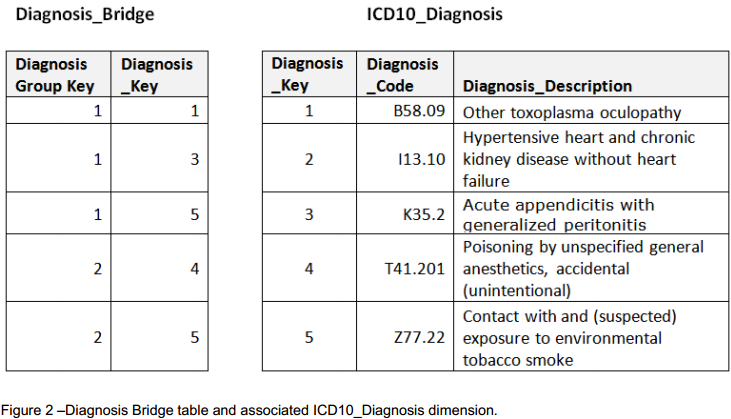 Diagnosis_Bridge
Diagnosis Group Key Diagnosis _Key
1 1
1 3
1 5
2 4
2 5
ICD10_Diagnosis
Diagnosis _Key Diagnosis _Code Diagnosis_Description
1 B58.09 Other toxoplasma oculopathy
2 I13.10 Hypertensive heart and chronic
kidney disease without heart
failure
3 K35.2 Acute appendicitis with
generalized peritonitis
4 T41.201 Poisoning by unspecified general
anesthetics, accidental
(unintentional)
5 Z77.22 Contact with and (suspected)
exposure to environmental
tobacco smoke
Figure 2 –Diagnosis Bridge table and associated ICD10_Diagnosis dimension.